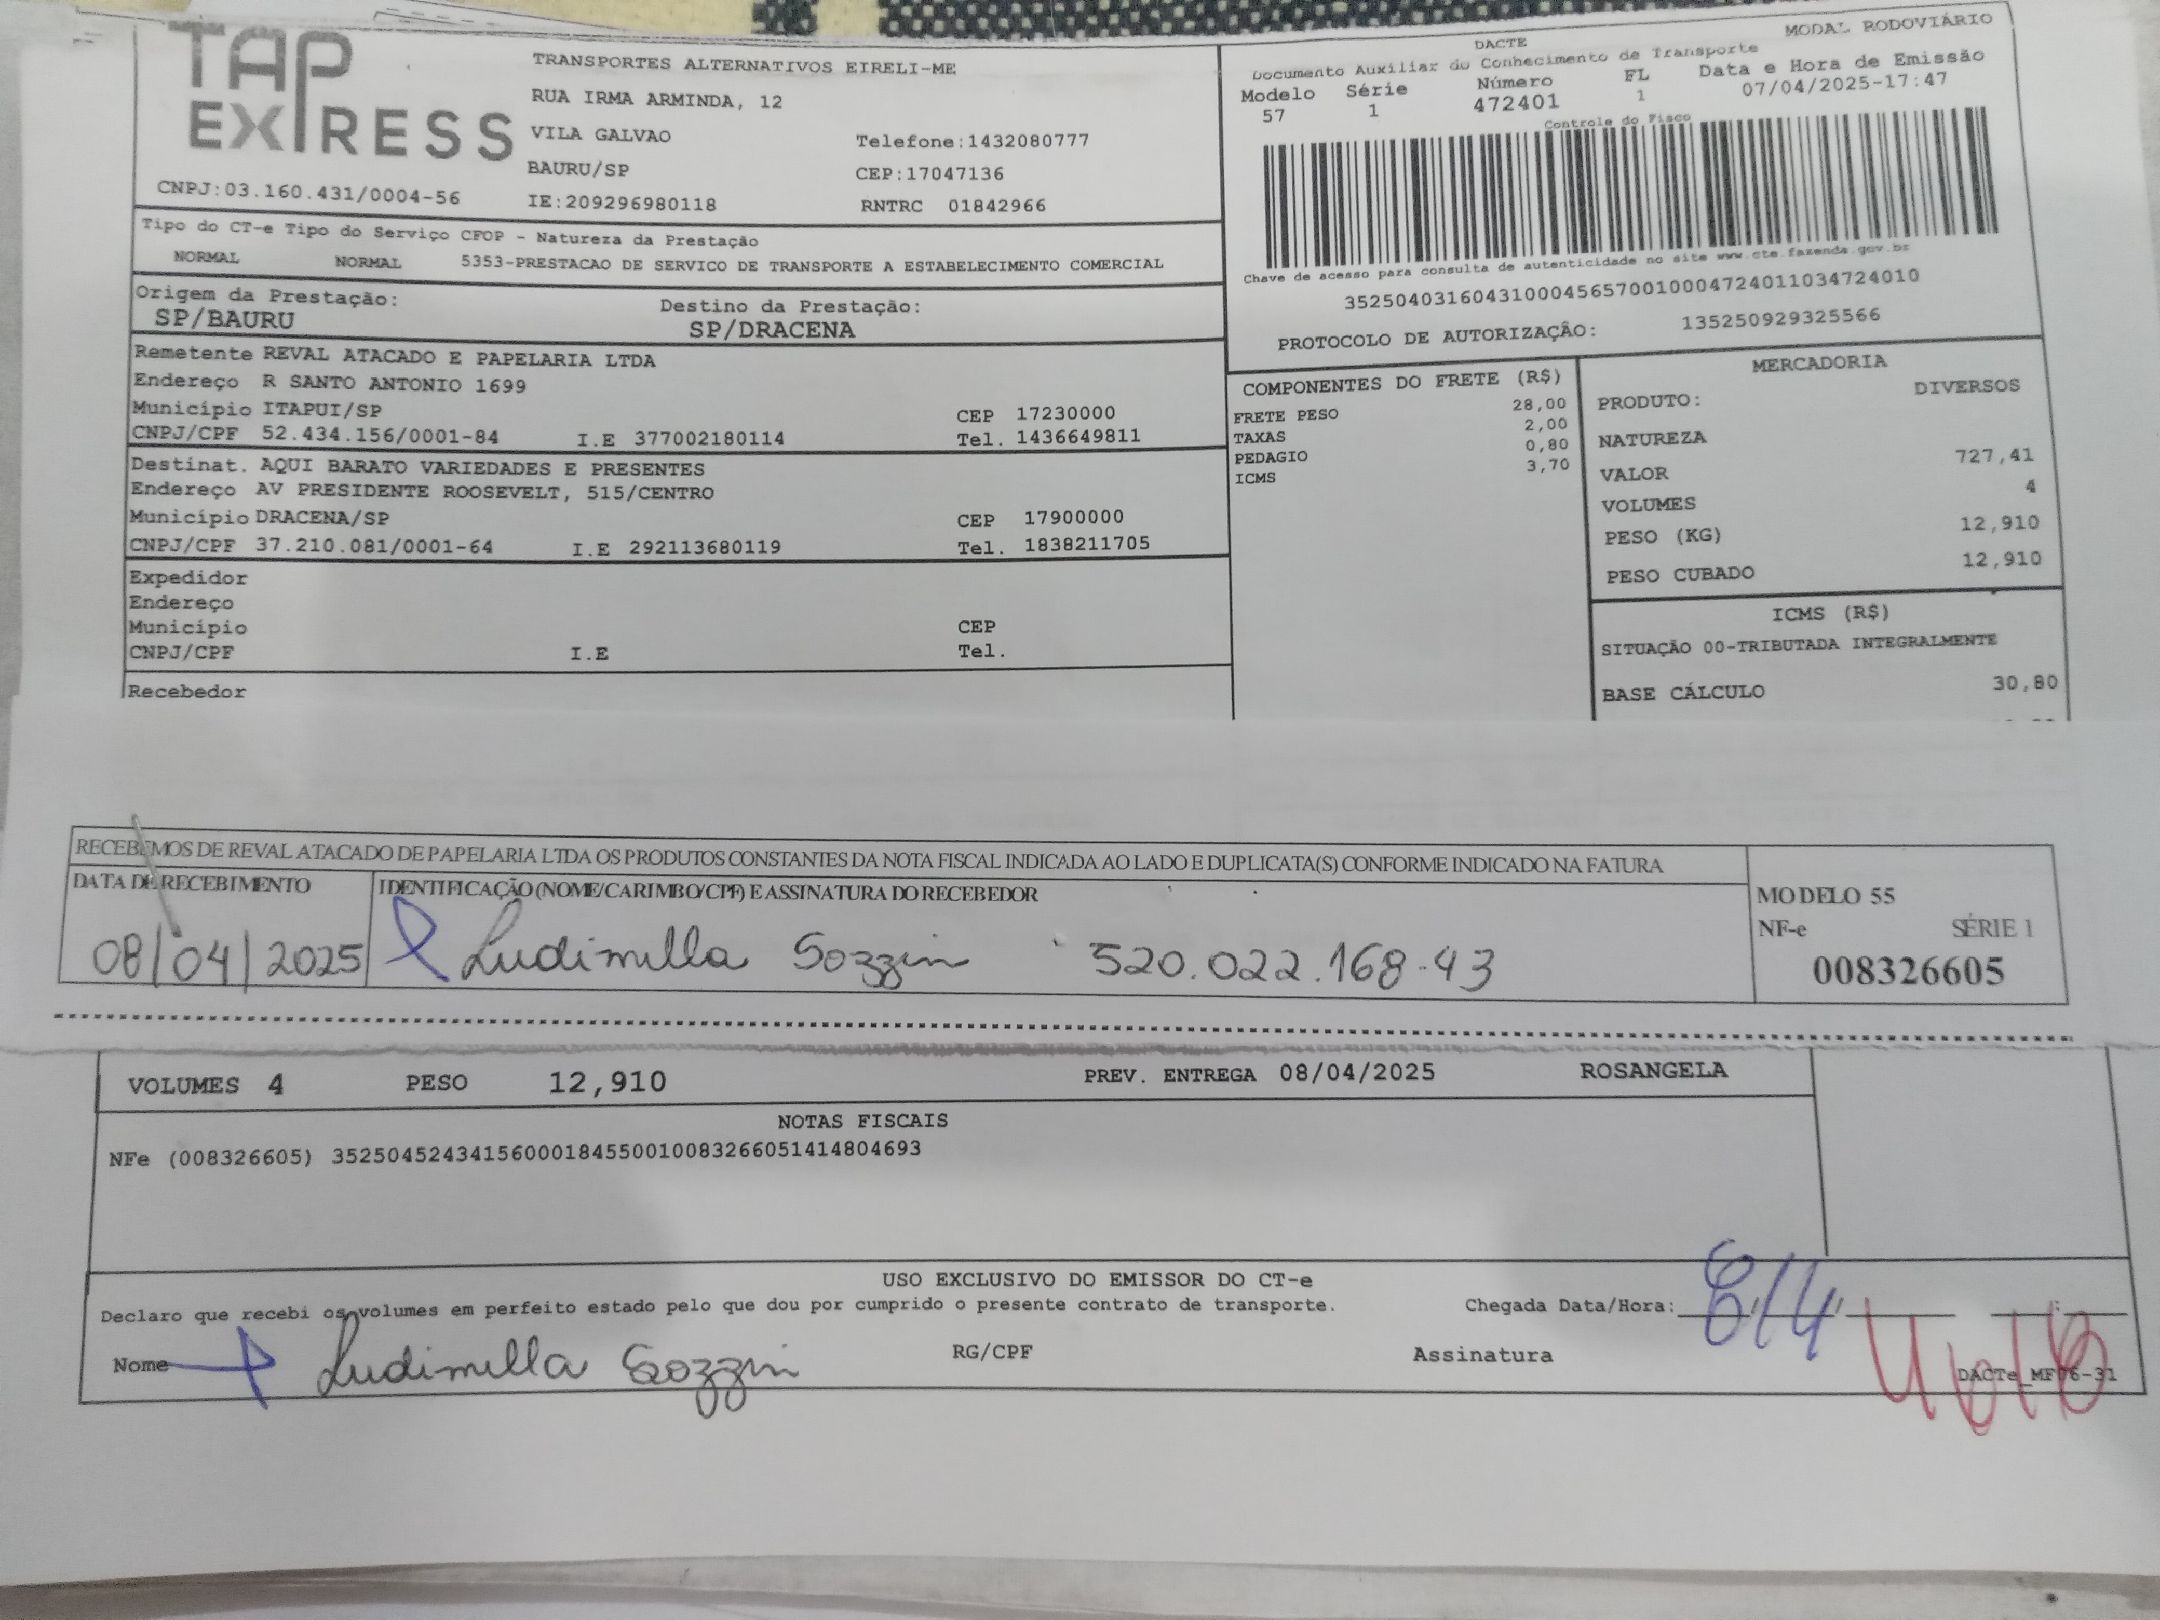 TAP
EXPRESS
TRANSPORTES ALTERNATIVOS EIRELI-ME
RUA IRMA ARMINDA, 12
VILA GALVAO Telefone:1432080777
BAURU/SP CEP:17047136
CNPJ:03.160.431/0004-56 IE:209296980118 RNTRC 01842966
MODAL RODOVIÁRIO
DACTE
Documento Auxiliar do Conhecimento de Transporte
Modelo Série Número FL Data e Hora de Emissão
57 1 472401 1 07/04/2025-17:47
Controle do Fisco
Chave de acesso para consulta de autenticidade no site www.cte.fazenda.gov.br
35250403160431000456570010004724011034724010
PROTOCOLO DE AUTORIZAÇÃO: 135250929325566
Tipo do CT-e Tipo do Serviço CFOP - Natureza da Prestação
NORMAL NORMAL 5353-PRESTACAO DE SERVICO DE TRANSPORTE A ESTABELECIMENTO COMERCIAL
Origem da Prestação: Destino da Prestação:
SP/BAURU SP/DRACENA
Remetente REVAL ATACADO E PAPELARIA LTDA
Endereço R SANTO ANTONIO 1699
Município ITAPUI/SP CEP 17230000
CNPJ/CPF 52.434.156/0001-84 I.E 377002180114 Tel. 1436649811
Destinat. AQUI BARATO VARIEDADES E PRESENTES
Endereço AV PRESIDENTE ROOSEVELT, 515/CENTRO
Município DRACENA/SP CEP 17900000
CNPJ/CPF 37.210.081/0001-64 I.E 292113680119 Tel. 1838211705
Expedidor
Endereço
Município CEP
CNPJ/CPF I.E Tel.
Recebedor
COMPONENTES DO FRETE (R$)
FRETE PESO 28,00
TAXAS 2,00
PEDAGIO 0,80
ICMS 3,70
MERCADORIA
PRODUTO: DIVERSOS
NATUREZA
VALOR 727,41
VOLUMES 4
PESO (KG) 12,910
PESO CUBADO 12,910
ICMS (R$)
SITUAÇÃO 00-TRIBUTADA INTEGRALMENTE
BASE CÁLCULO 30,80
RECEBEMOS DE REVAL ATACADO DE PAPELARIA LTDA OS PRODUTOS CONSTANTES DA NOTA FISCAL INDICADA AO LADO E DUPLICATA(S) CONFORME INDICADO NA FATURA
DATA DE RECEBIMENTO IDENTIFICAÇÃO (NOME/CARIMBO/CPF) E ASSINATURA DO RECEBEDOR
08/04/2025 Ludimilla Sozzin 520.022.168-43
MODELO 55
NF-e SÉRIE 1
008326605
VOLUMES 4 PESO 12,910 PREV. ENTREGA 08/04/2025 ROSANGELA
NOTAS FISCAIS
NFe (008326605) 35250452434156000184550010083266051414804693
USO EXCLUSIVO DO EMISSOR DO CT-e
Declaro que recebi os volumes em perfeito estado pelo que dou por cumprido o presente contrato de transporte. Chegada Data/Hora: 8/4
Nome Ludimilla Sozzin RG/CPF Assinatura